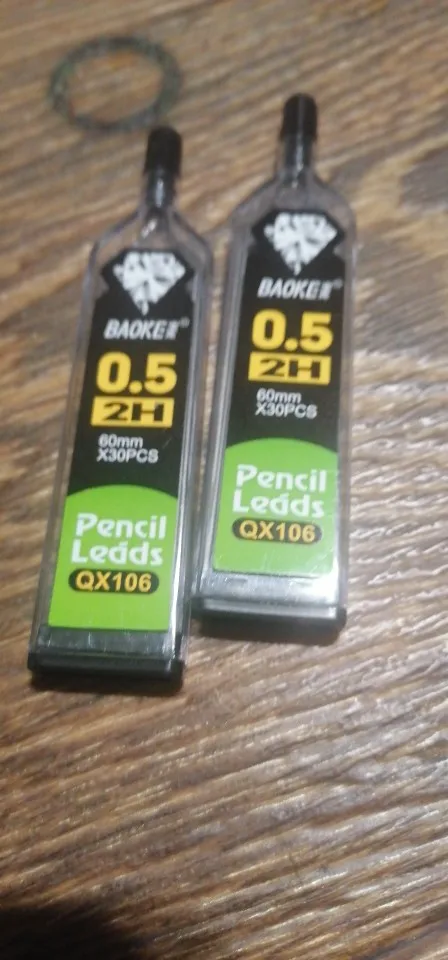 BAOKE®
0.5
2H
60mm
X30PCS
Pencil
Leads
QX106
BAOKE®
0.5
2H
60mm
X30PCS
Pencil
Leads
QX106